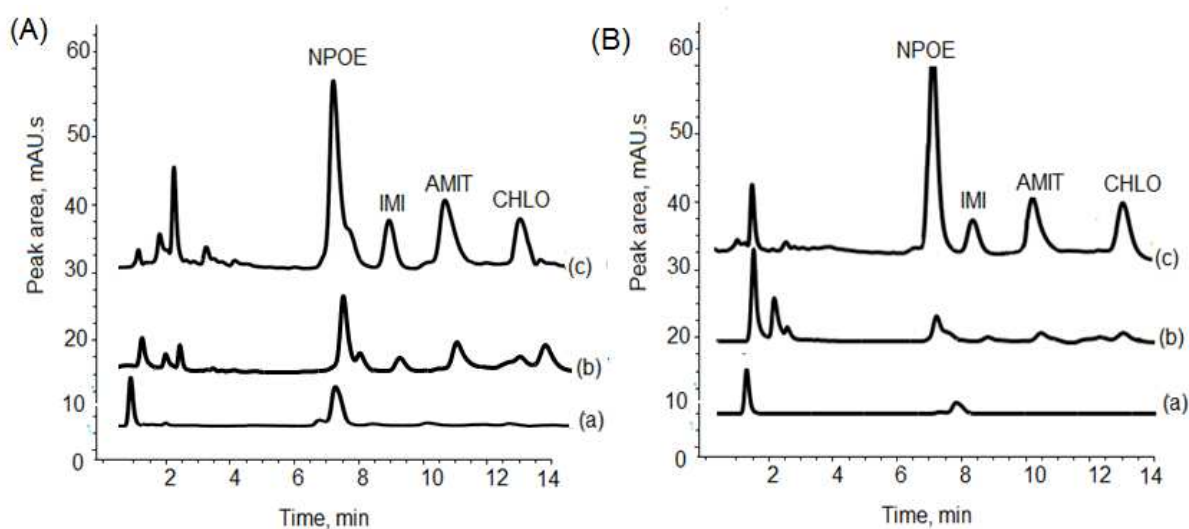 (A)
60
50
40
30
20
10
0
Peak area, mAU.s
NPOE
IMI
AMIT
CHLO
(c)
(b)
(a)
2 4 6 8 10 12 14
Time, min
(B)
60
50
40
30
20
10
0
Peak area, mAU.s
NPOE
IMI
AMIT
CHLO
(c)
(b)
(a)
2 4 6 8 10 12 14
Time, min